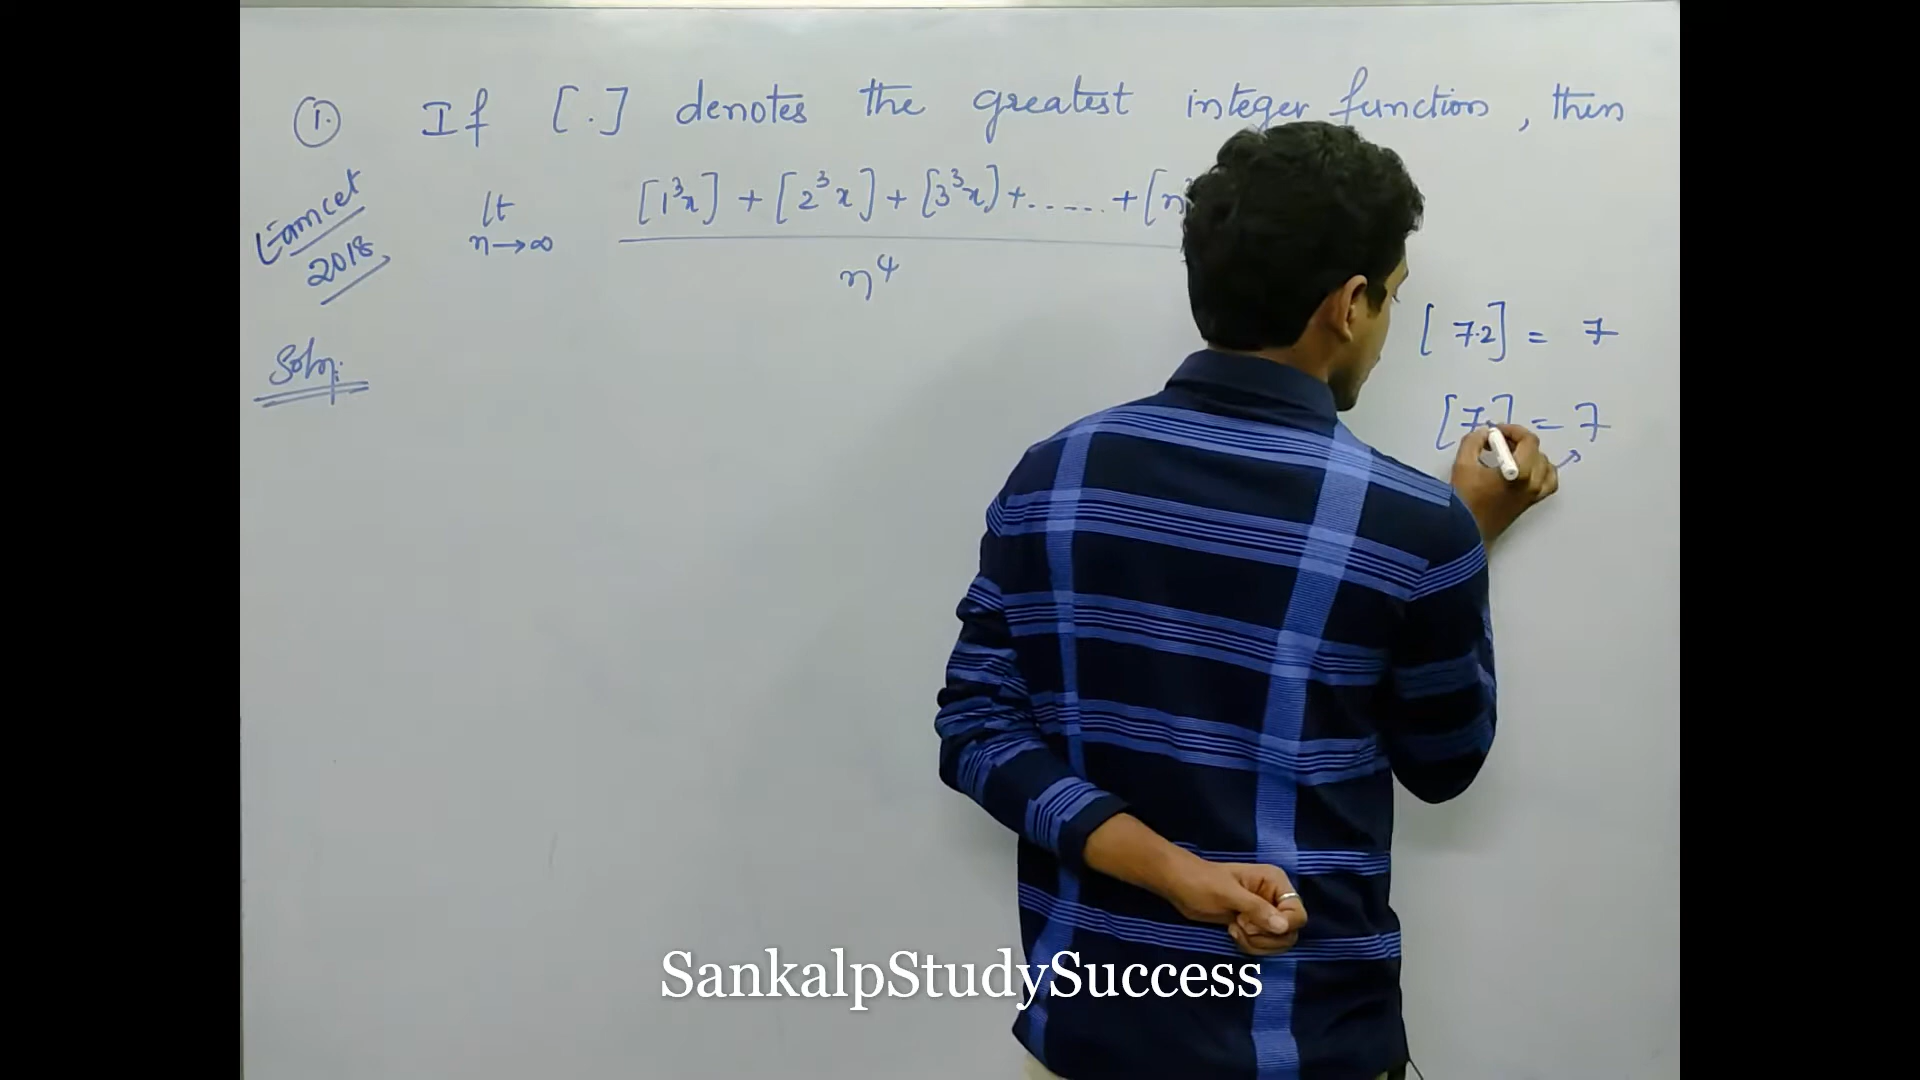 1. If [.] denotes the greatest integer function, then
Eamcet 2018
lt n→∞ [1³x] + [2³x] + [3³x] + ..... + [n
n⁴
Soln:
[7.2] = 7
[7.] = 7
SankalpStudySuccess